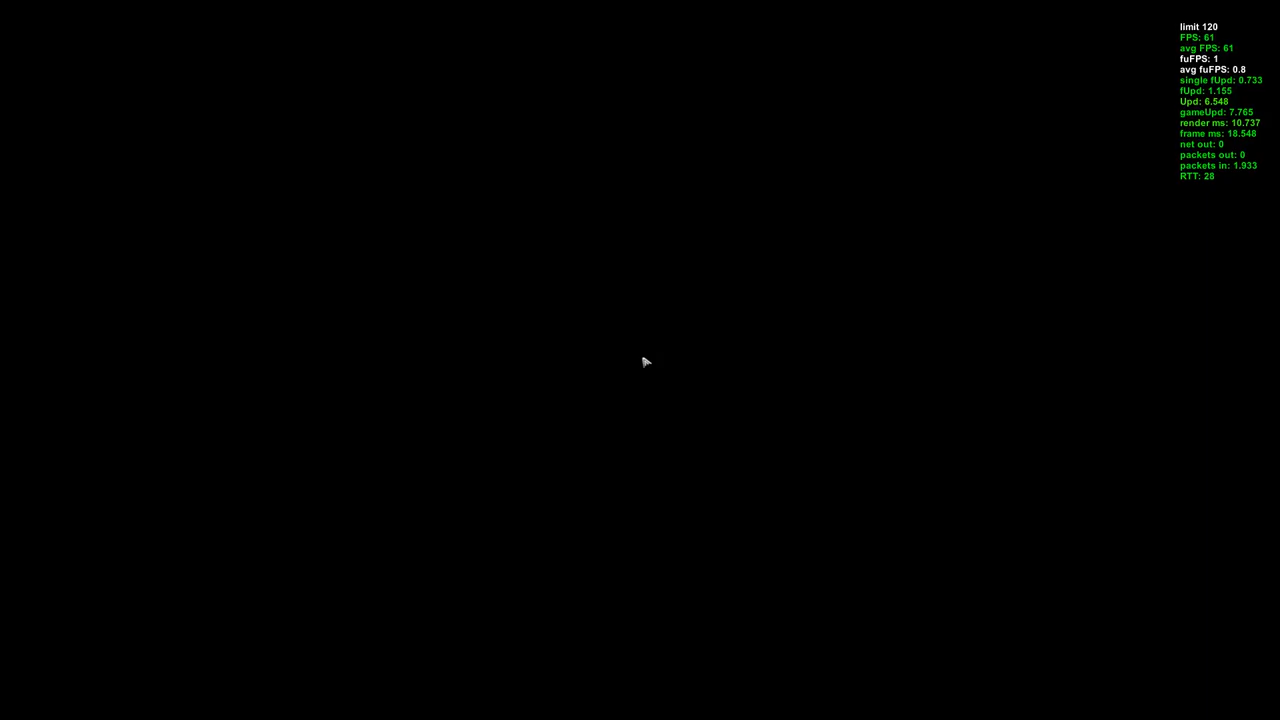 limit 120
FPS: 61
avg FPS: 61
fuFPS: 1
avg fuFPS: 0.8
single fUpd: 0.733
fUpd: 1.155
Upd: 6.548
gameUpd: 7.765
render ms: 10.737
frame ms: 18.548
net out: 0
packets out: 0
packets in: 1.933
RTT: 28